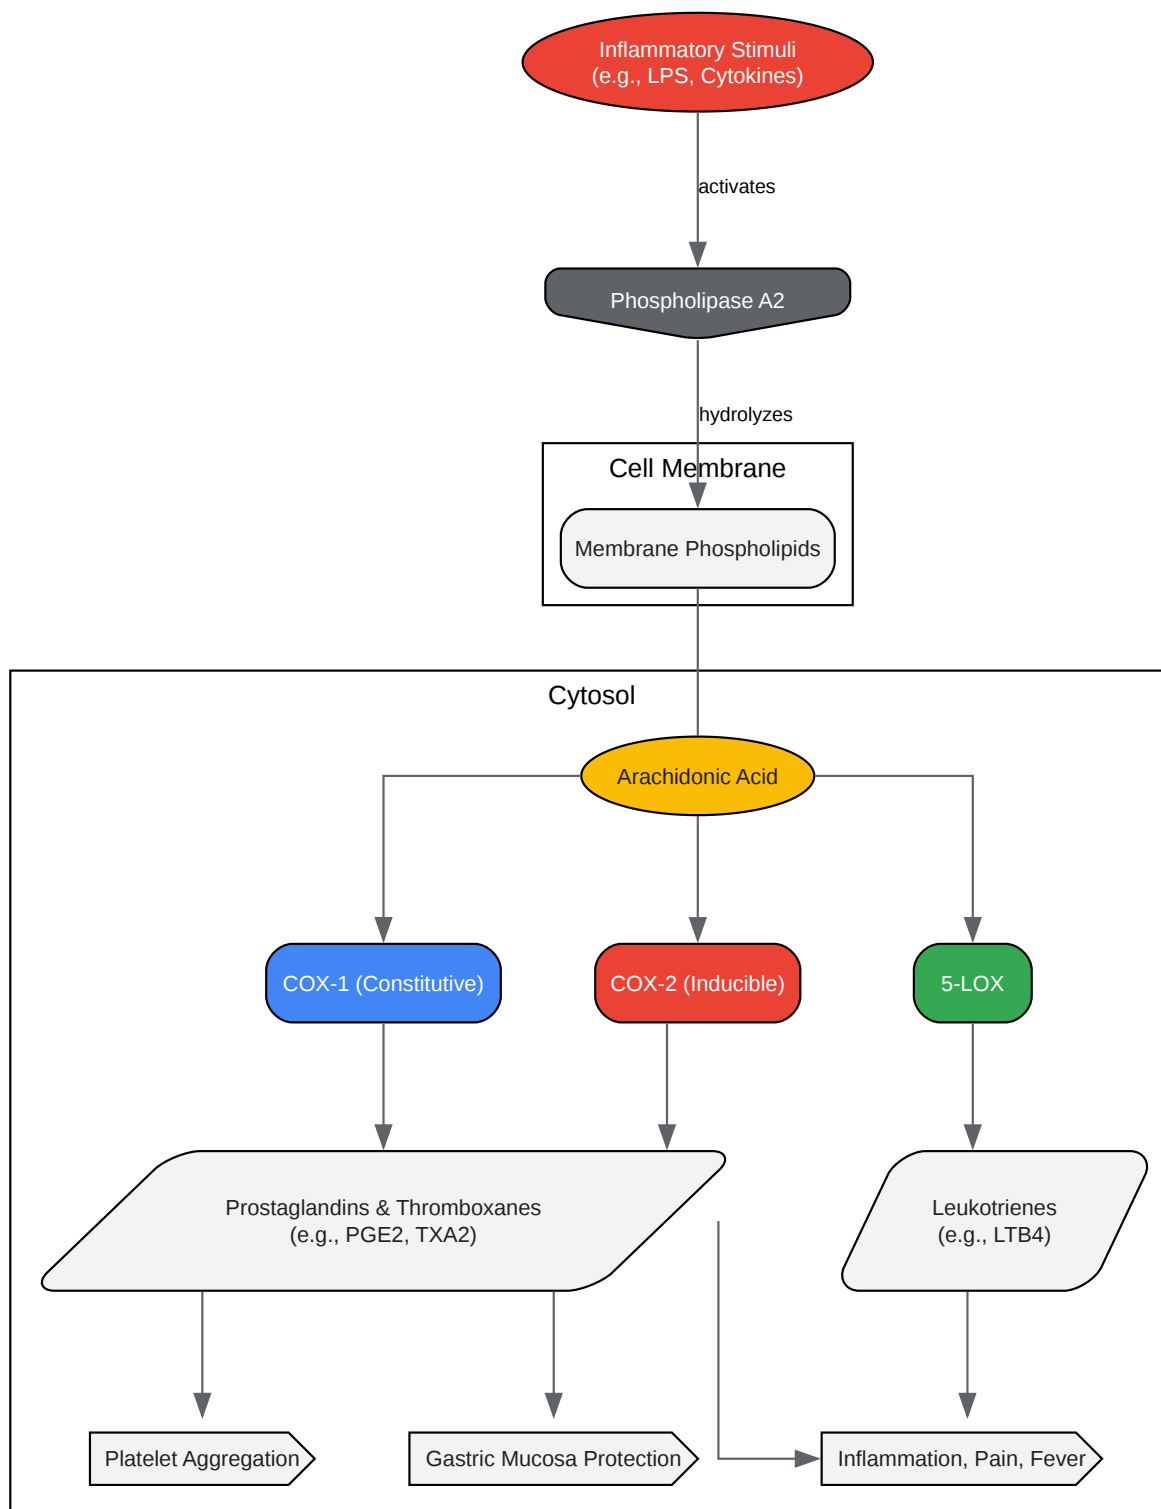 Inflammatory Stimuli
(e.g., LPS, Cytokines)
activates
Phospholipase A2
hydrolyzes
Cell Membrane
Membrane Phospholipids
Cytosol
Arachidonic Acid
COX-1 (Constitutive)
COX-2 (Inducible)
5-LOX
Prostaglandins & Thromboxanes
(e.g., PGE2, TXA2)
Leukotrienes
(e.g., LTB4)
Platelet Aggregation
Gastric Mucosa Protection
Inflammation, Pain, Fever